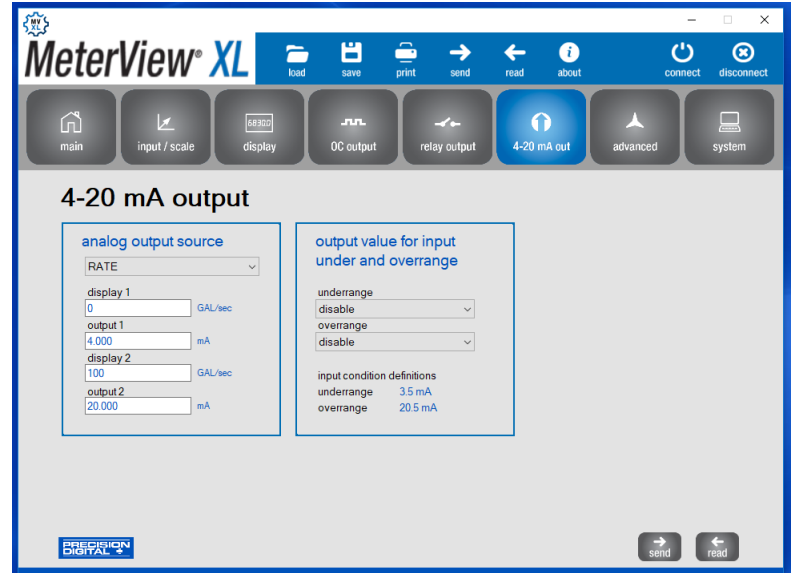 MV
XL
MeterView® XL
load
save
print
send
read
about
connect
disconnect
main
input / scale
68300
display
OC output
relay output
4-20 mA out
advanced
system
4-20 mA output
analog output source
RATE
display 1
0 GAL/sec
output 1
4.000 mA
display 2
100 GAL/sec
output 2
20.000 mA
output value for input
under and overrange
underrange
disable
overrange
disable
input condition definitions
underrange 3.5 mA
overrange 20.5 mA
PRECISION
DIGITAL
send
read